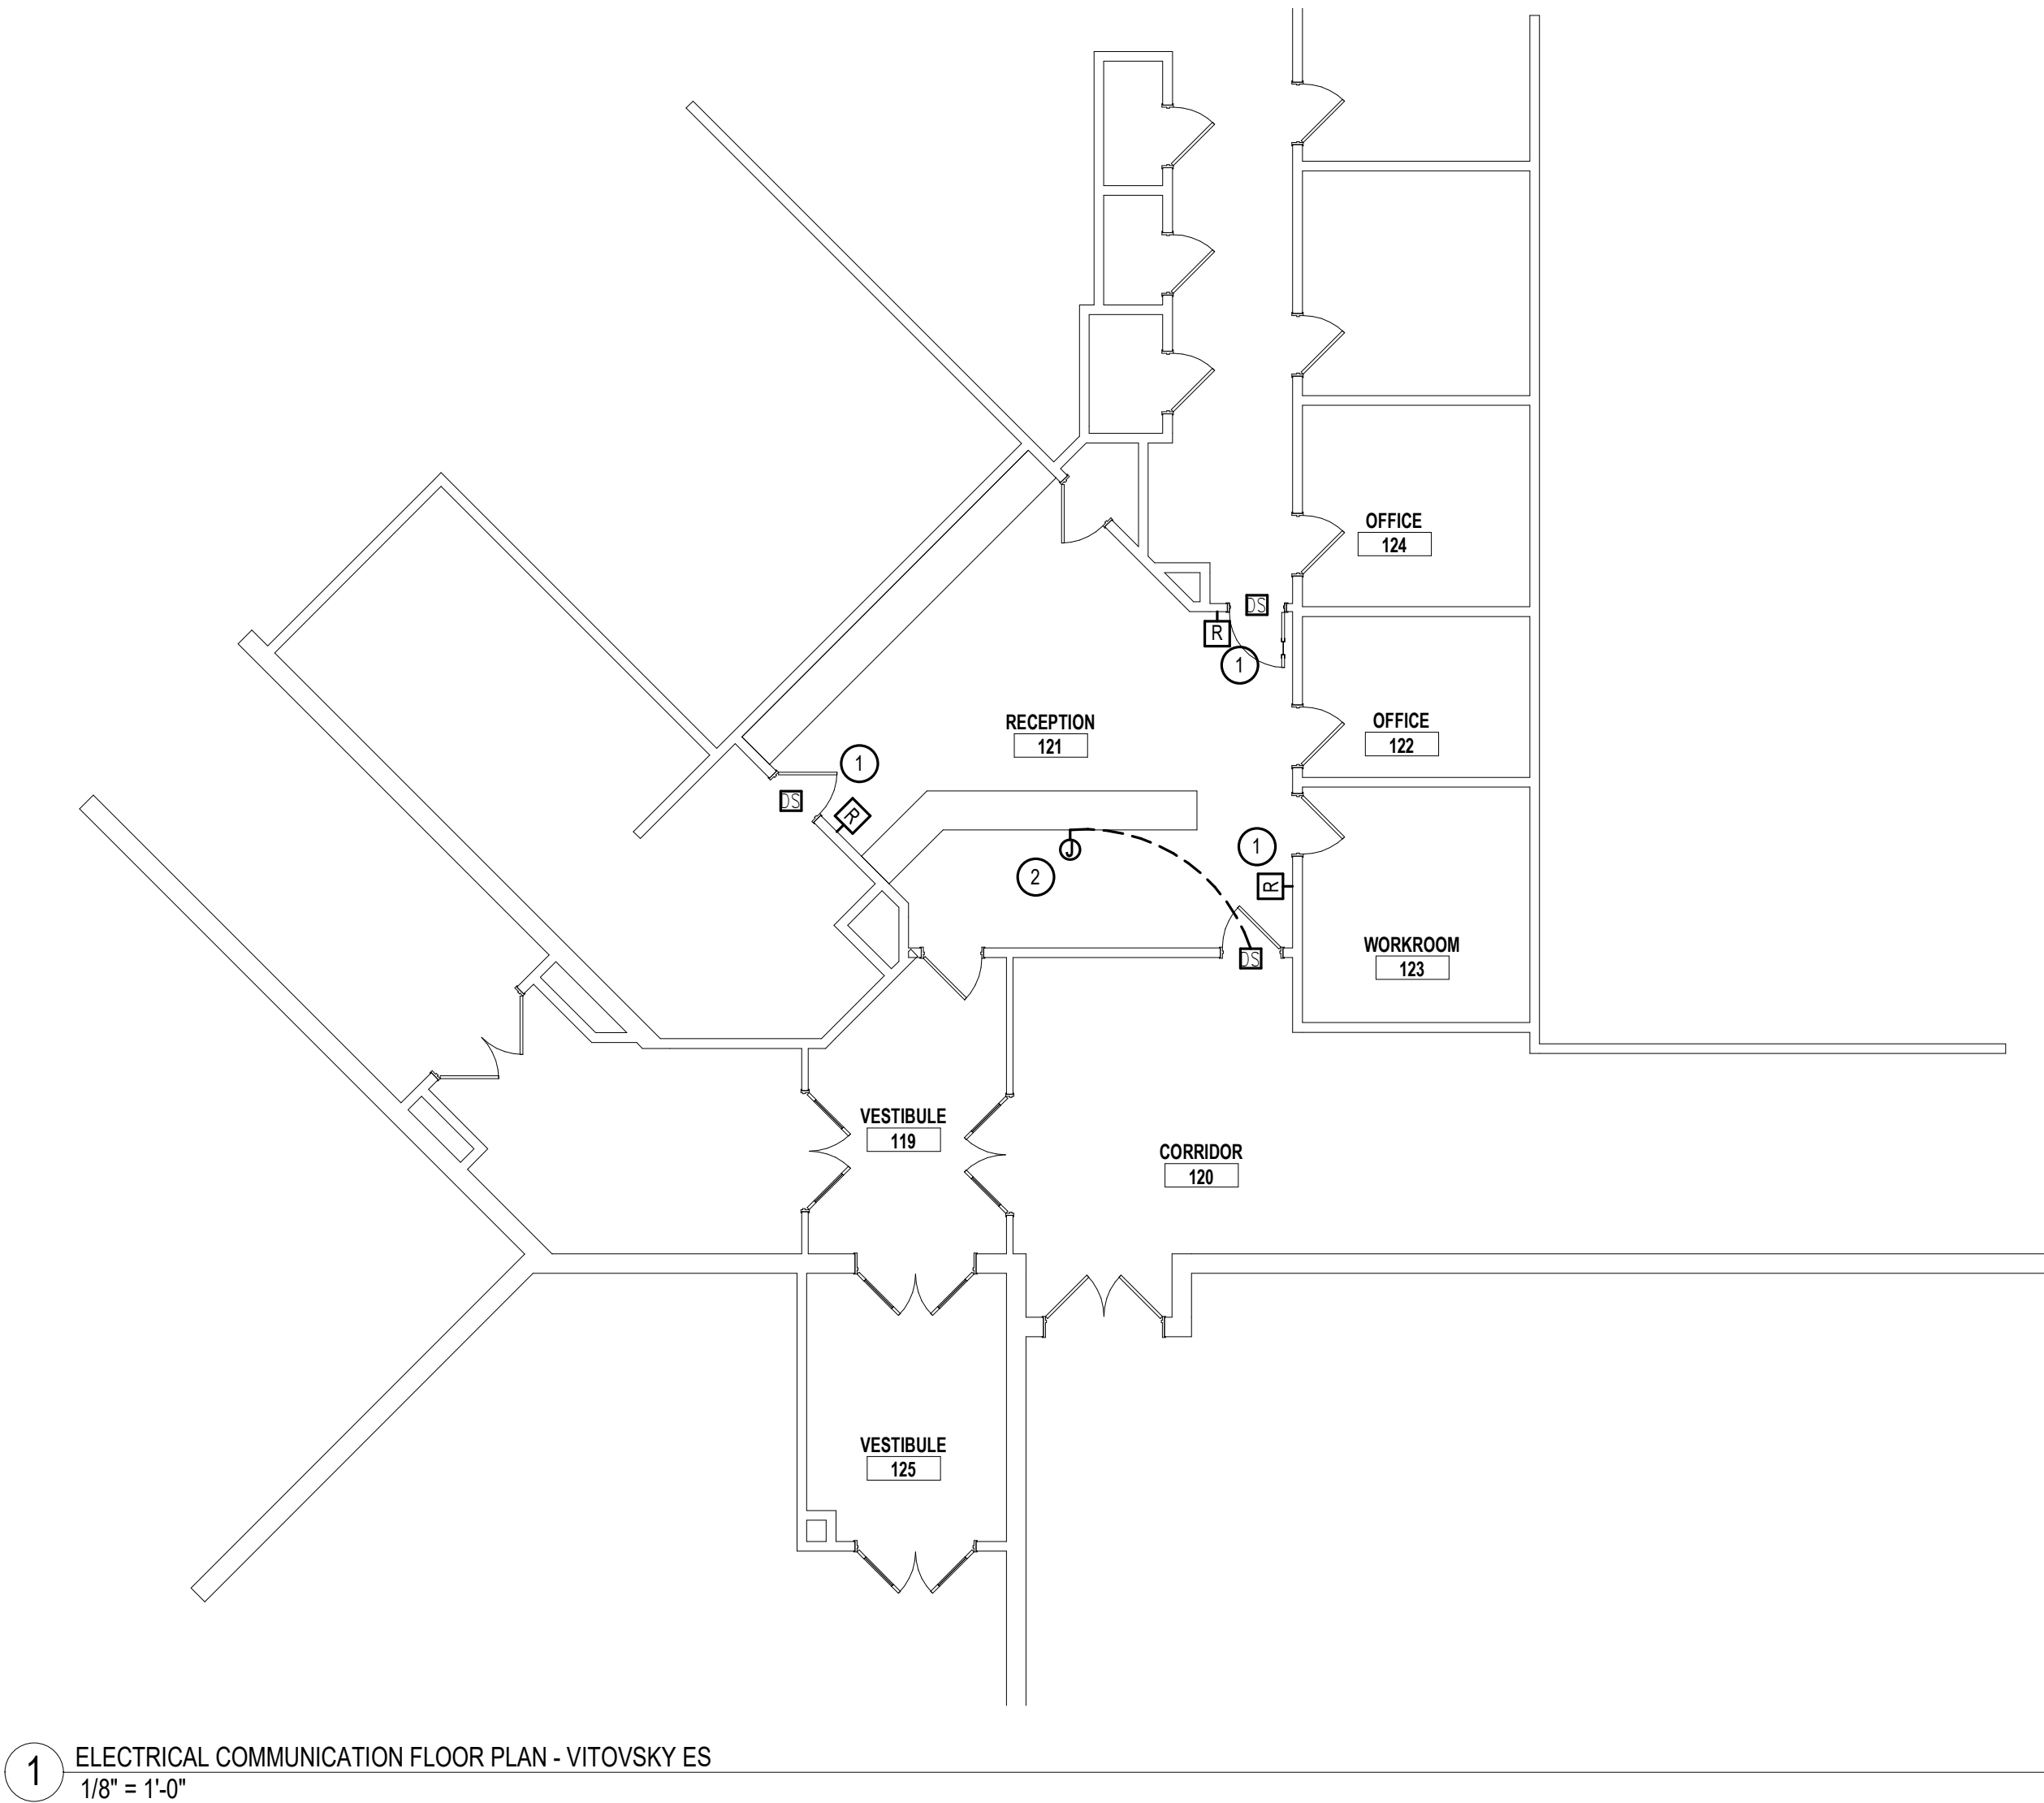 OFFICE
124
DS
R
1
RECEPTION
121
OFFICE
122
1
DS
R
J
2
1
R
WORKROOM
123
DS
VESTIBULE
119
CORRIDOR
120
VESTIBULE
125
1
ELECTRICAL COMMUNICATION FLOOR PLAN - VITOVSKY ES
1/8" = 1'-0"